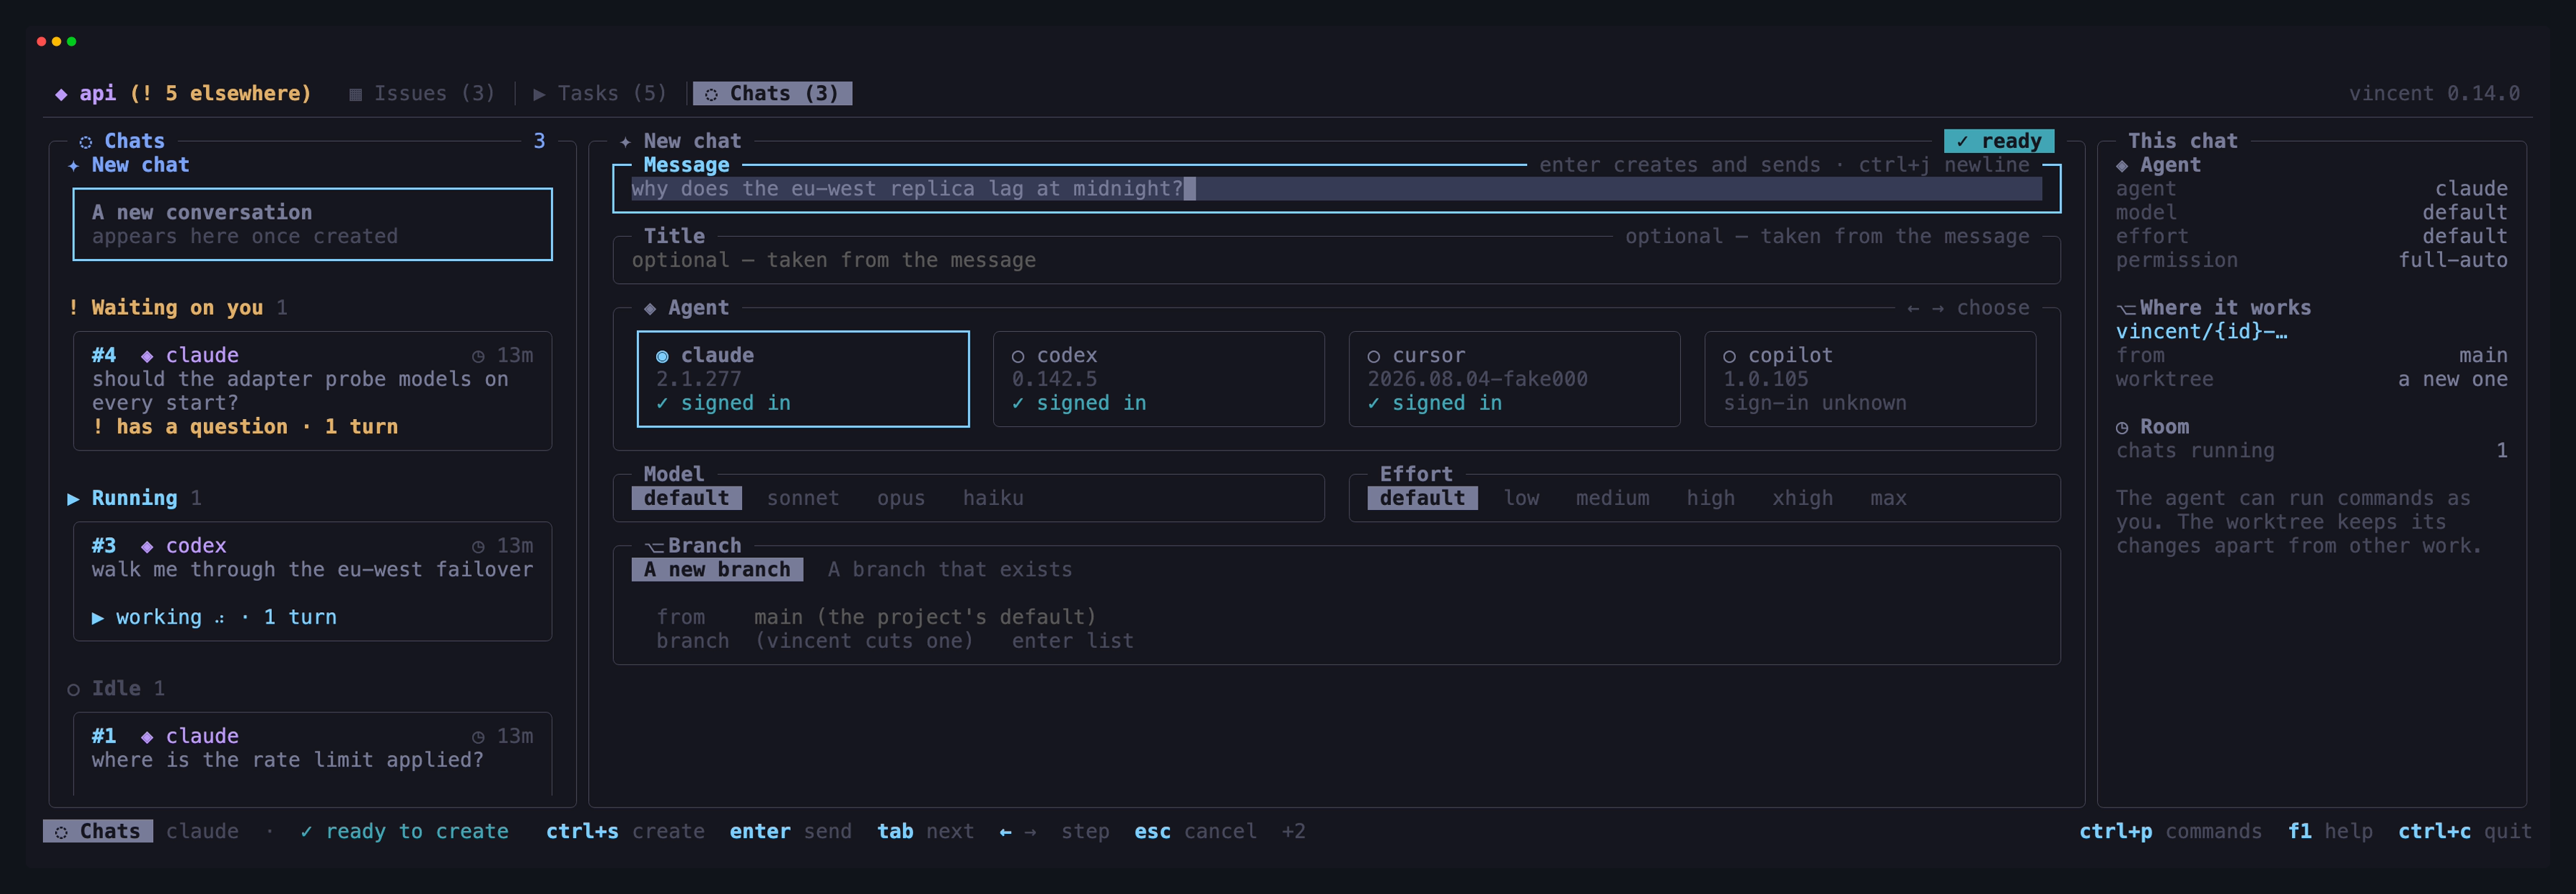 ◆ api (! 5 elsewhere) ▦ Issues (3) ▶ Tasks (5) ◌ Chats (3) vincent 0.14.0
◌ Chats 3
✦ New chat
A new conversation
appears here once created
! Waiting on you 1
#4 ◈ claude ◷ 13m
should the adapter probe models on
every start?
! has a question · 1 turn
▶ Running 1
#3 ◈ codex ◷ 13m
walk me through the eu-west failover
▶ working ⠴ · 1 turn
○ Idle 1
#1 ◈ claude ◷ 13m
where is the rate limit applied?
✦ New chat ✓ ready
Message enter creates and sends · ctrl+j newline
why does the eu-west replica lag at midnight?
Title optional — taken from the message
optional — taken from the message
◈ Agent ← → choose
◉ claude
2.1.277
✓ signed in
○ codex
0.142.5
✓ signed in
○ cursor
2026.08.04-fake000
✓ signed in
○ copilot
1.0.105
sign-in unknown
Model
default sonnet opus haiku
Effort
default low medium high xhigh max
⌥ Branch
A new branch A branch that exists
from main (the project's default)
branch (vincent cuts one) enter list
This chat
◈ Agent
agent claude
model default
effort default
permission full-auto
⌥ Where it works
vincent/{id}-…
from main
worktree a new one
◷ Room
chats running 1
The agent can run commands as
you. The worktree keeps its
changes apart from other work.
◌ Chats claude · ✓ ready to create ctrl+s create enter send tab next ← → step esc cancel +2 ctrl+p commands f1 help ctrl+c quit